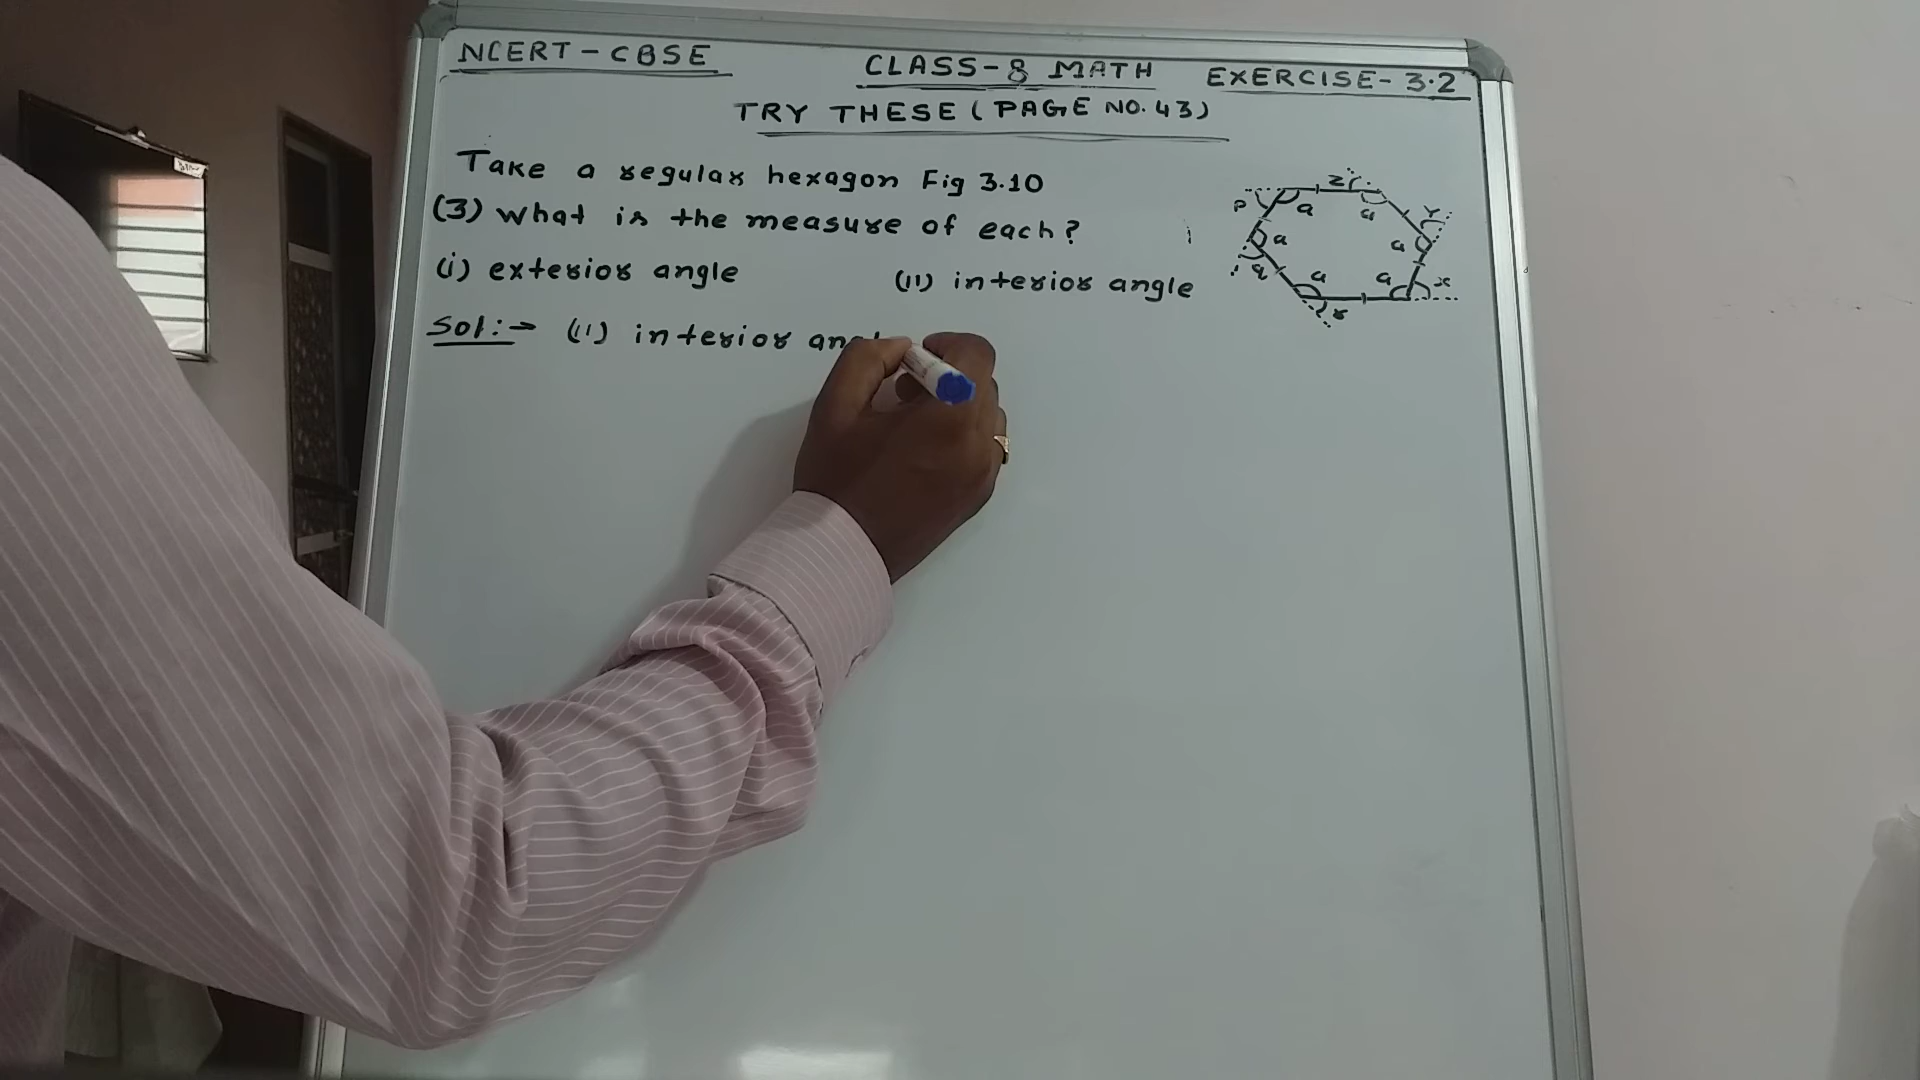 NCERT - CBSE
CLASS-8 MATH
EXERCISE- 3.2
TRY THESE ( PAGE NO. 43)
Take a regular hexagon Fig 3.10
(3) What is the measure of each?
(i) exterior angle
(ii) interior angle
Sol:→ (ii) interior
P
a
z
a
Y
a
a
a
a
x
r